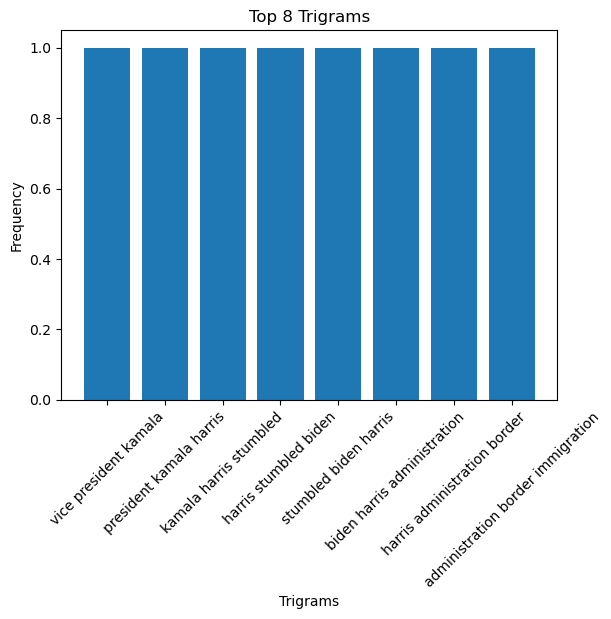 Top 8 Trigrams
Frequency
1.0
0.8
0.6
0.4
0.2
0.0
vice president kamala
president kamala harris
kamala harris stumbled
harris stumbled biden
stumbled biden harris
biden harris administration
harris administration border
administration border immigration
Trigrams